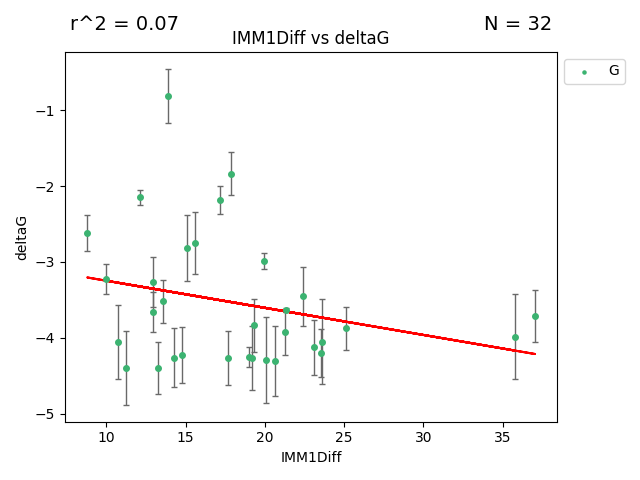 r^2 = 0.07
N = 32
IMM1Diff vs deltaG
G
−1
−2
−3
−4
−5
deltaG
10 15 20 25 30 35
IMM1Diff